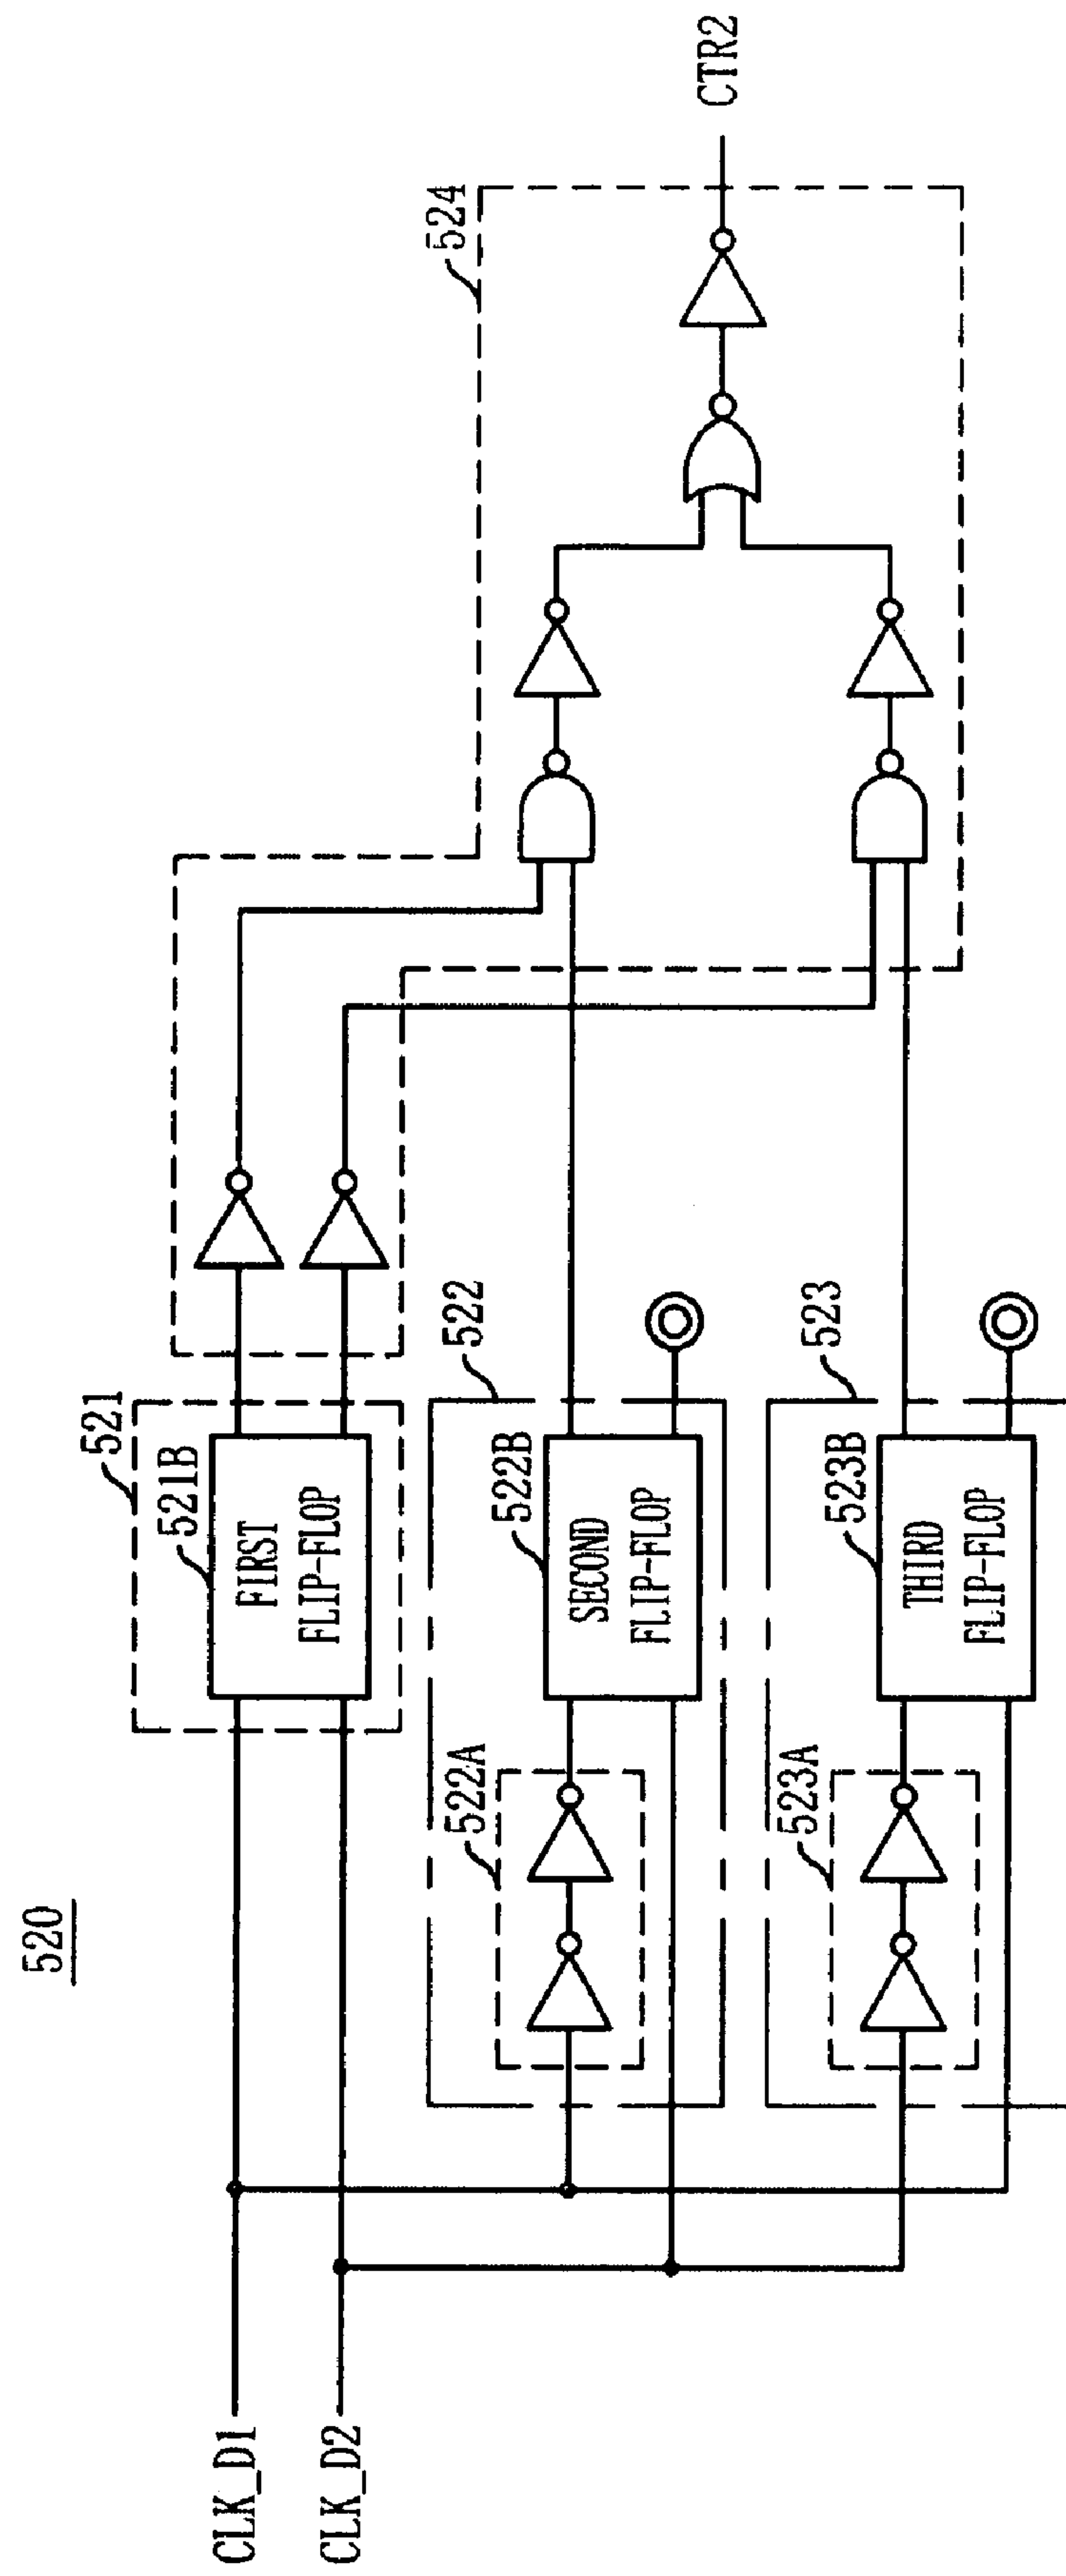 520
CLK_D1
CLK_D2
521
521B
FIRST
FLIP-FLOP
522
522A
522B
SECOND
FLIP-FLOP
523
523A
523B
THIRD
FLIP-FLOP
524
CTR2